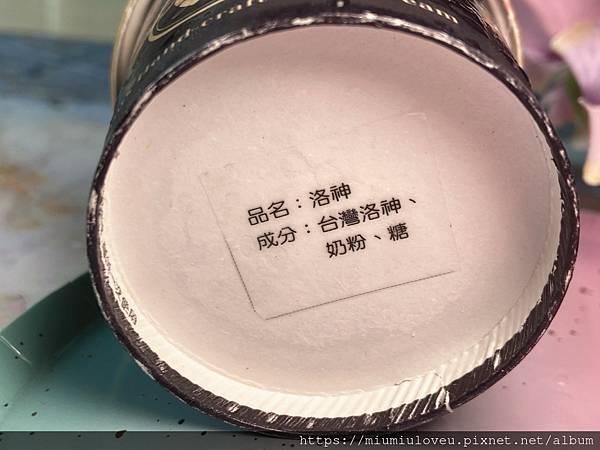 品名：洛神
成分：台灣洛神、
奶粉、糖
https://miumiuloveu.pixnet.net/album